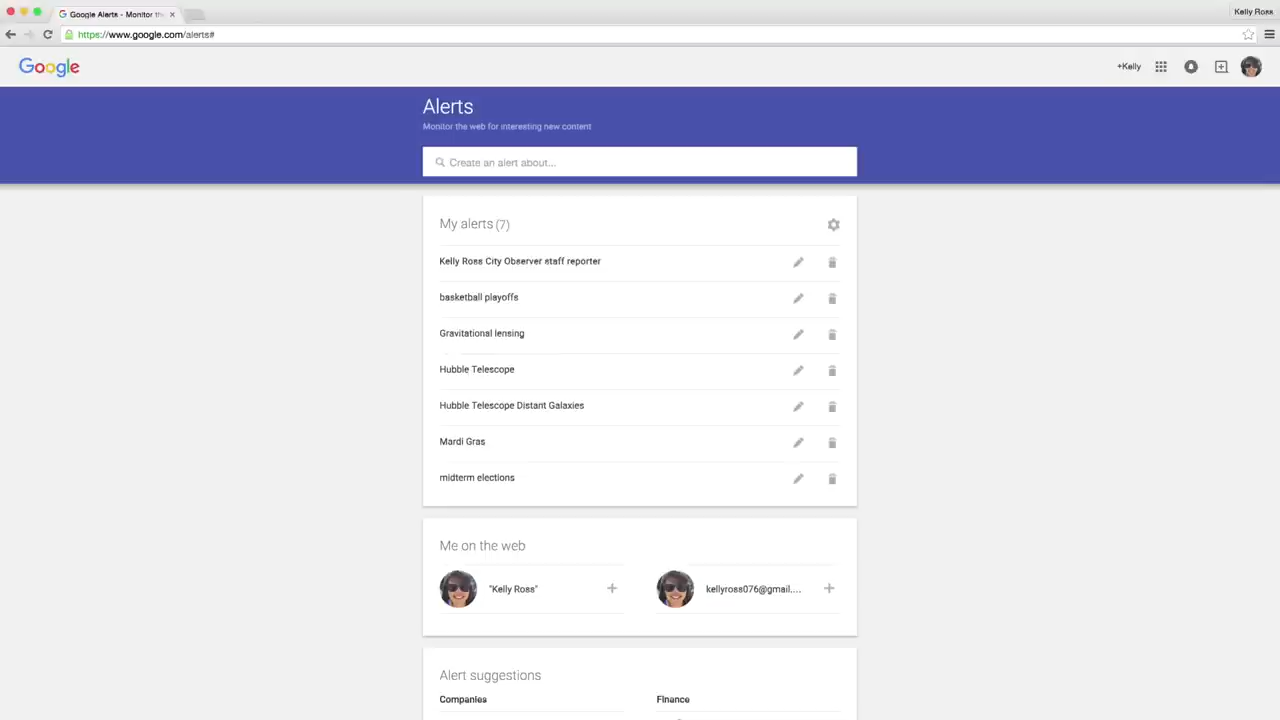 Google Alerts - Monitor the
Kelly Ross
https://www.google.com/alerts#
Google
+Kelly
Alerts
Monitor the web for interesting new content
Create an alert about...
My alerts (7)
Kelly Ross City Observer staff reporter
basketball playoffs
Gravitational lensing
Hubble Telescope
Hubble Telescope Distant Galaxies
Mardi Gras
midterm elections
Me on the web
"Kelly Ross"
kellyross076@gmail....
Alert suggestions
Companies
Finance